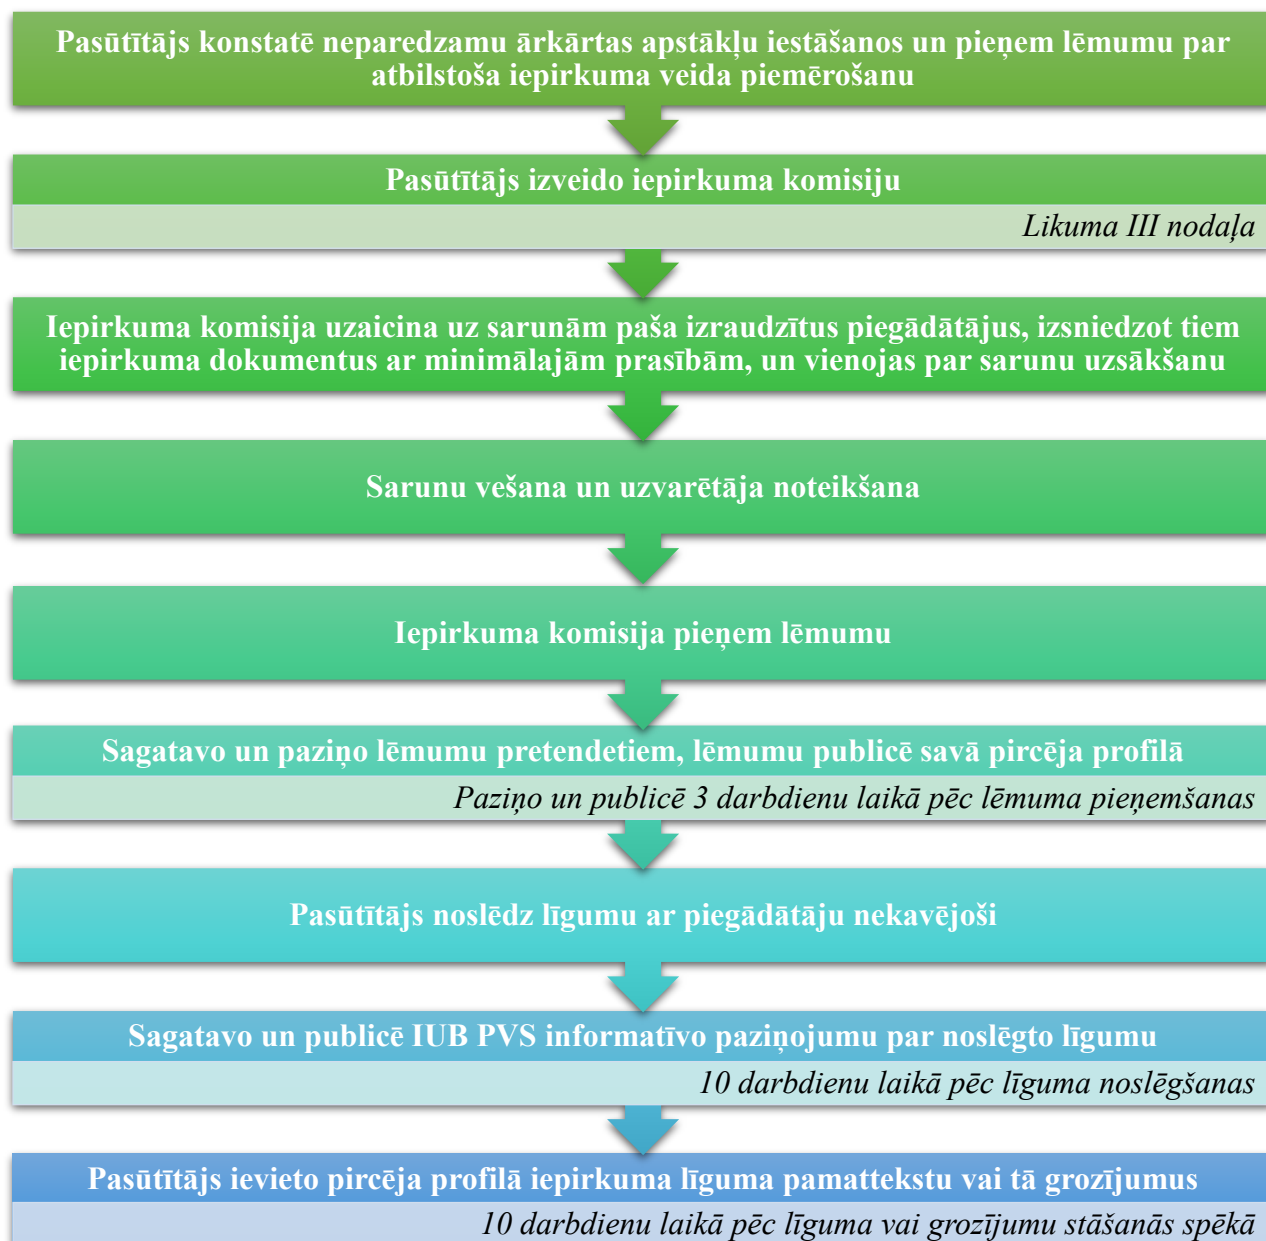 Pasūtītājs konstatē neparedzamu ārkārtas apstākļu iestāšanos un pieņem lēmumu par
atbilstoša iepirkuma veida piemērošanu
Pasūtītājs izveido iepirkuma komisiju
Likuma III nodaļa
Iepirkuma komisija uzaicina uz sarunām paša izraudzītus piegādātājus, izsniedzot tiem
iepirkuma dokumentus ar minimālajām prasībām, un vienojas par sarunu uzsākšanu
Sarunu vešana un uzvarētāja noteikšana
Iepirkuma komisija pieņem lēmumu
Sagatavo un paziņo lēmumu pretendetiem, lēmumu publicē savā pircēja profilā
Paziņo un publicē 3 darbdienu laikā pēc lēmuma pieņemšanas
Pasūtītājs noslēdz līgumu ar piegādātāju nekavējoši
Sagatavo un publicē IUB PVS informatīvo paziņojumu par noslēgto līgumu
10 darbdienu laikā pēc līguma noslēgšanas
Pasūtītājs ievieto pircēja profilā iepirkuma līguma pamattekstu vai tā grozījumus
10 darbdienu laikā pēc līguma vai grozījumu stāšanās spēkā